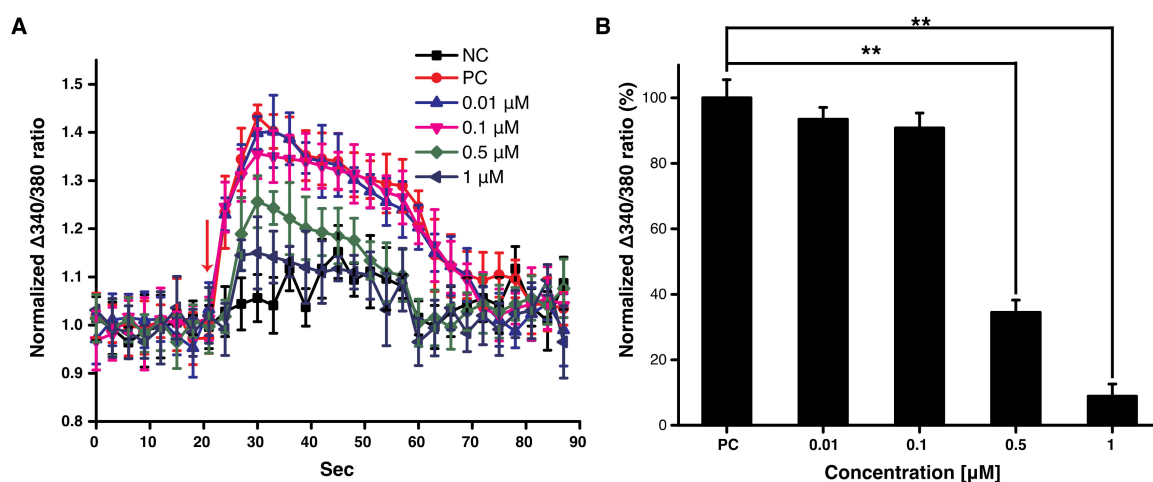 A
NC
PC
0.01 µM
0.1 µM
0.5 µM
1 µM
Normalized Δ340/380 ratio
1.5
1.4
1.3
1.2
1.1
1.0
0.9
0.8
0 10 20 30 40 50 60 70 80 90
Sec
B
**
**
Normalized Δ340/380 ratio (%)
100
80
60
40
20
0
PC 0.01 0.1 0.5 1
Concentration [µM]